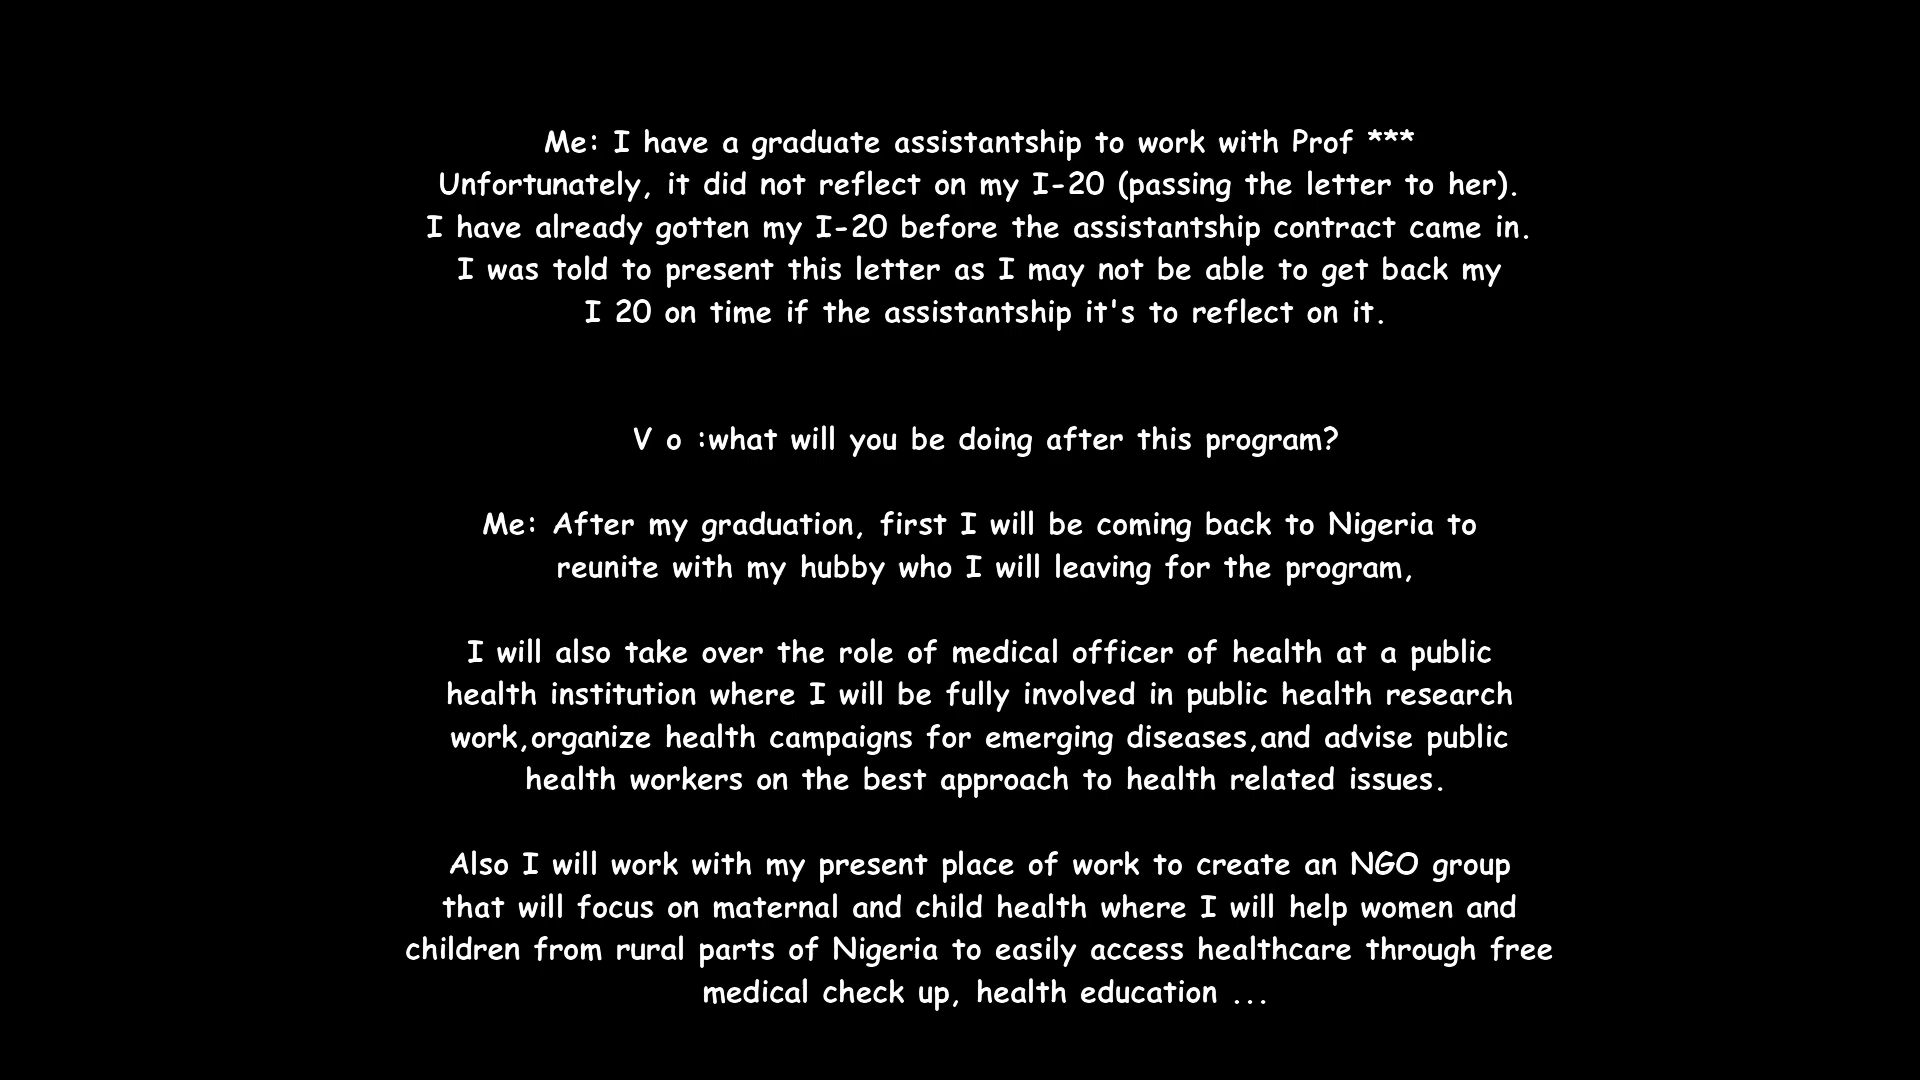 Me: I have a graduate assistantship to work with Prof ***
Unfortunately, it did not reflect on my I-20 (passing the letter to her).
I have already gotten my I-20 before the assistantship contract came in.
I was told to present this letter as I may not be able to get back my
I 20 on time if the assistantship it's to reflect on it.
V o :what will you be doing after this program?
Me: After my graduation, first I will be coming back to Nigeria to
reunite with my hubby who I will leaving for the program,
I will also take over the role of medical officer of health at a public
health institution where I will be fully involved in public health research
work,organize health campaigns for emerging diseases,and advise public
health workers on the best approach to health related issues.
Also I will work with my present place of work to create an NGO group
that will focus on maternal and child health where I will help women and
children from rural parts of Nigeria to easily access healthcare through free
medical check up, health education ...